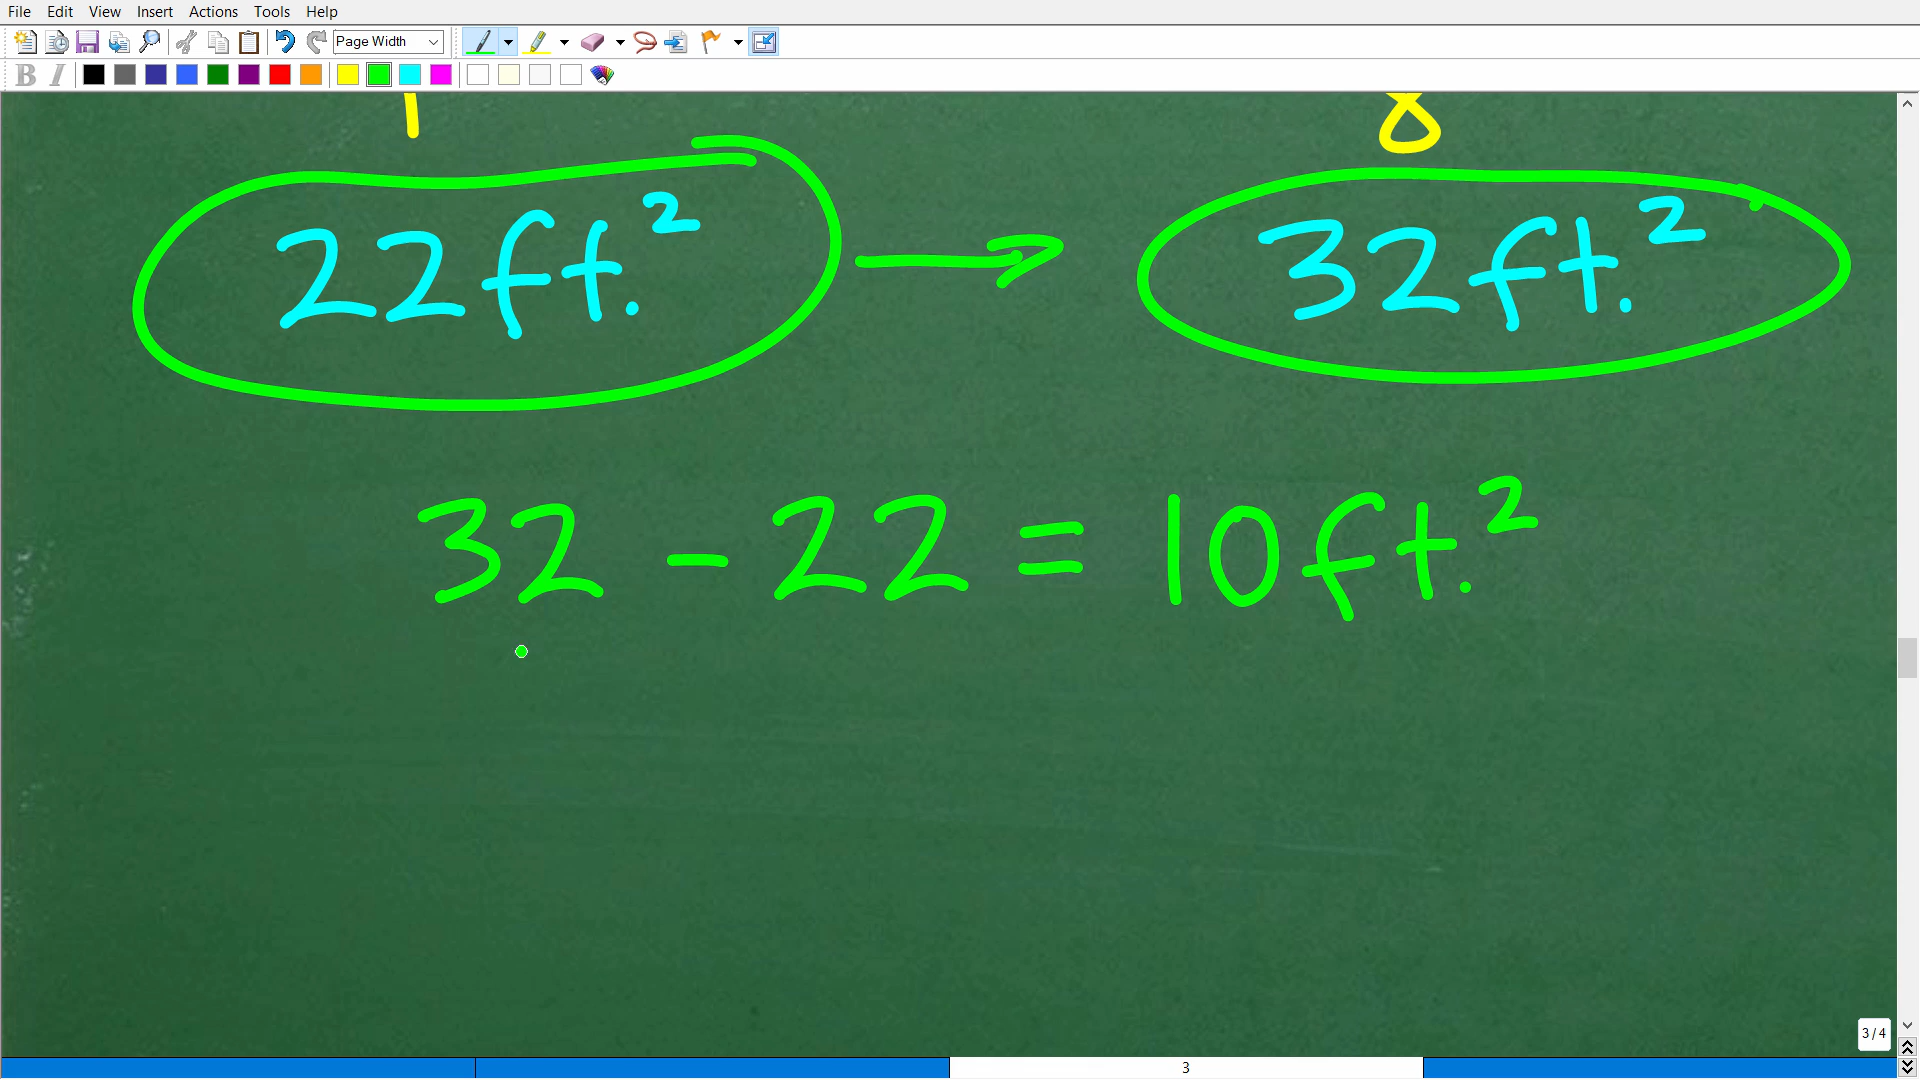 File Edit View Insert Actions Tools Help
Page Width
B I
8
22ft.² 32ft.²
32 - 22 = 10ft.²
3 / 4
3